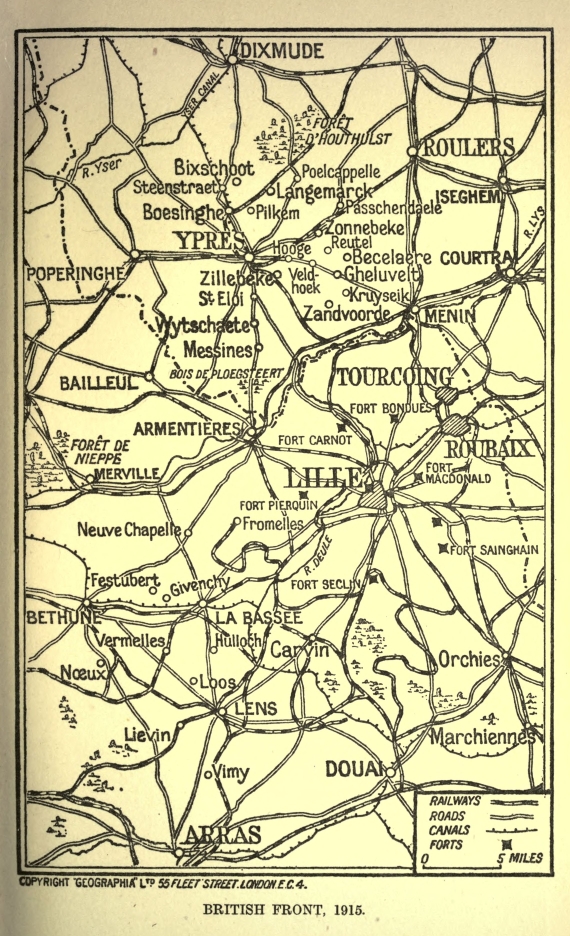 DIXMUDE
YSER CANAL
FORÊT
D'HOUTHULST
R. Yser
ROULERS
Bixschoot
Poelcappelle
Steenstraet
Langemarck
ISEGHEM
Boesinghe
Pilkem
Passchendaele
R. LYS
YPRES
Zonnebeke
Hooge
Reutel
Becelaere
COURTRAI
POPERINGHE
Zillebeke
Veld-
hoek
Gheluvelt
St Eloi
Kruyseik
Zandvoorde
MENIN
Wytschaete
Messines
BOIS DE PLOEGSTEERT
BAILLEUL
TOURCOING
FORT BONDUES
ARMENTIÈRES
FORT CARNOT
ROUBAIX
FORÊT DE
NIEPPE
MERVILLE
LILLE
FORT
MACDONALD
FORT PIERQUIN
Fromelles
Neuve Chapelle
R. DEULE
FORT SAINGHAIN
Festubert
Givenchy
FORT SECLIN
BETHUNE
LA BASSÉE
Vermelles
Hulloch
Carvin
Orchies
Nœux
Loos
LENS
Lievin
Marchiennes
Vimy
DOUAI
ARRAS
RAILWAYS
ROADS
CANALS
FORTS
0 5 MILES
COPYRIGHT "GEOGRAPHIA" LTD 55 FLEET STREET. LONDON. E.C. 4.
BRITISH FRONT, 1915.